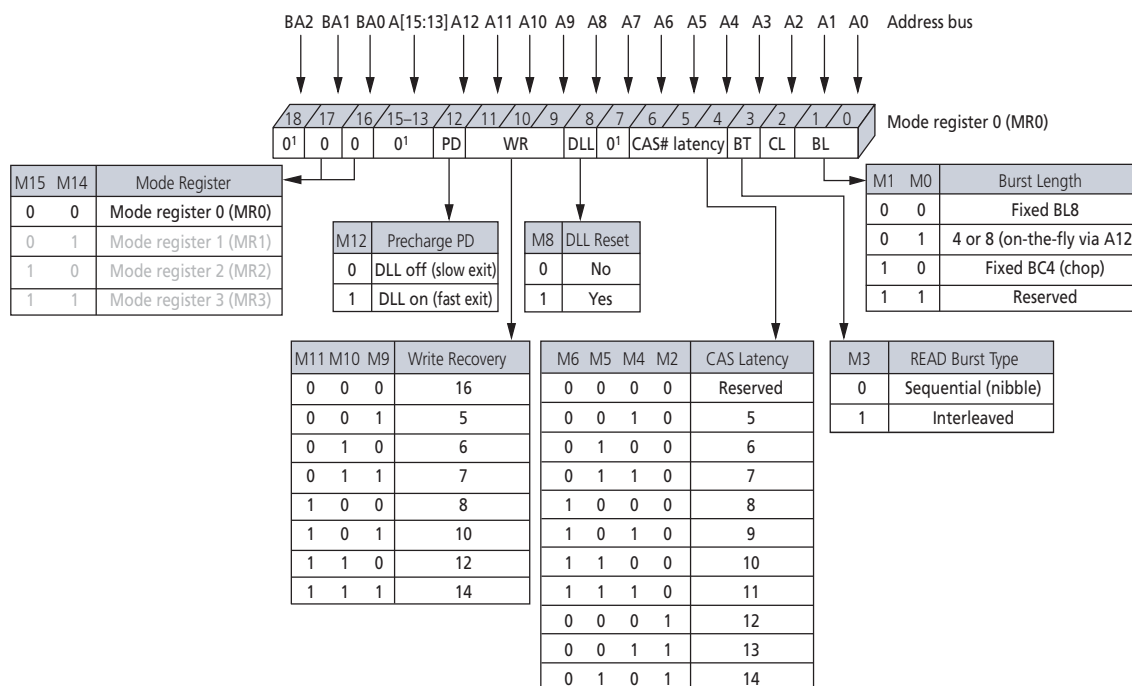 BA2 BA1 BA0 A[15:13] A12 A11 A10 A9 A8 A7 A6 A5 A4 A3 A2 A1 A0 Address bus
18 17 16 15–13 12 11 10 9 8 7 6 5 4 3 2 1 0
Mode register 0 (MR0)
0¹ 0 0 0¹ PD WR DLL 0¹ CAS# latency BT CL BL
M15 M14 Mode Register
0 0 Mode register 0 (MR0)
0 1 Mode register 1 (MR1)
1 0 Mode register 2 (MR2)
1 1 Mode register 3 (MR3)
M12 Precharge PD
0 DLL off (slow exit)
1 DLL on (fast exit)
M8 DLL Reset
0 No
1 Yes
M1 M0 Burst Length
0 0 Fixed BL8
0 1 4 or 8 (on-the-fly via A12
1 0 Fixed BC4 (chop)
1 1 Reserved
M11 M10 M9 Write Recovery
0 0 0 16
0 0 1 5
0 1 0 6
0 1 1 7
1 0 0 8
1 0 1 10
1 1 0 12
1 1 1 14
M6 M5 M4 M2 CAS Latency
0 0 0 0 Reserved
0 0 1 0 5
0 1 0 0 6
0 1 1 0 7
1 0 0 0 8
1 0 1 0 9
1 1 0 0 10
1 1 1 0 11
0 0 0 1 12
0 0 1 1 13
0 1 0 1 14
M3 READ Burst Type
0 Sequential (nibble)
1 Interleaved